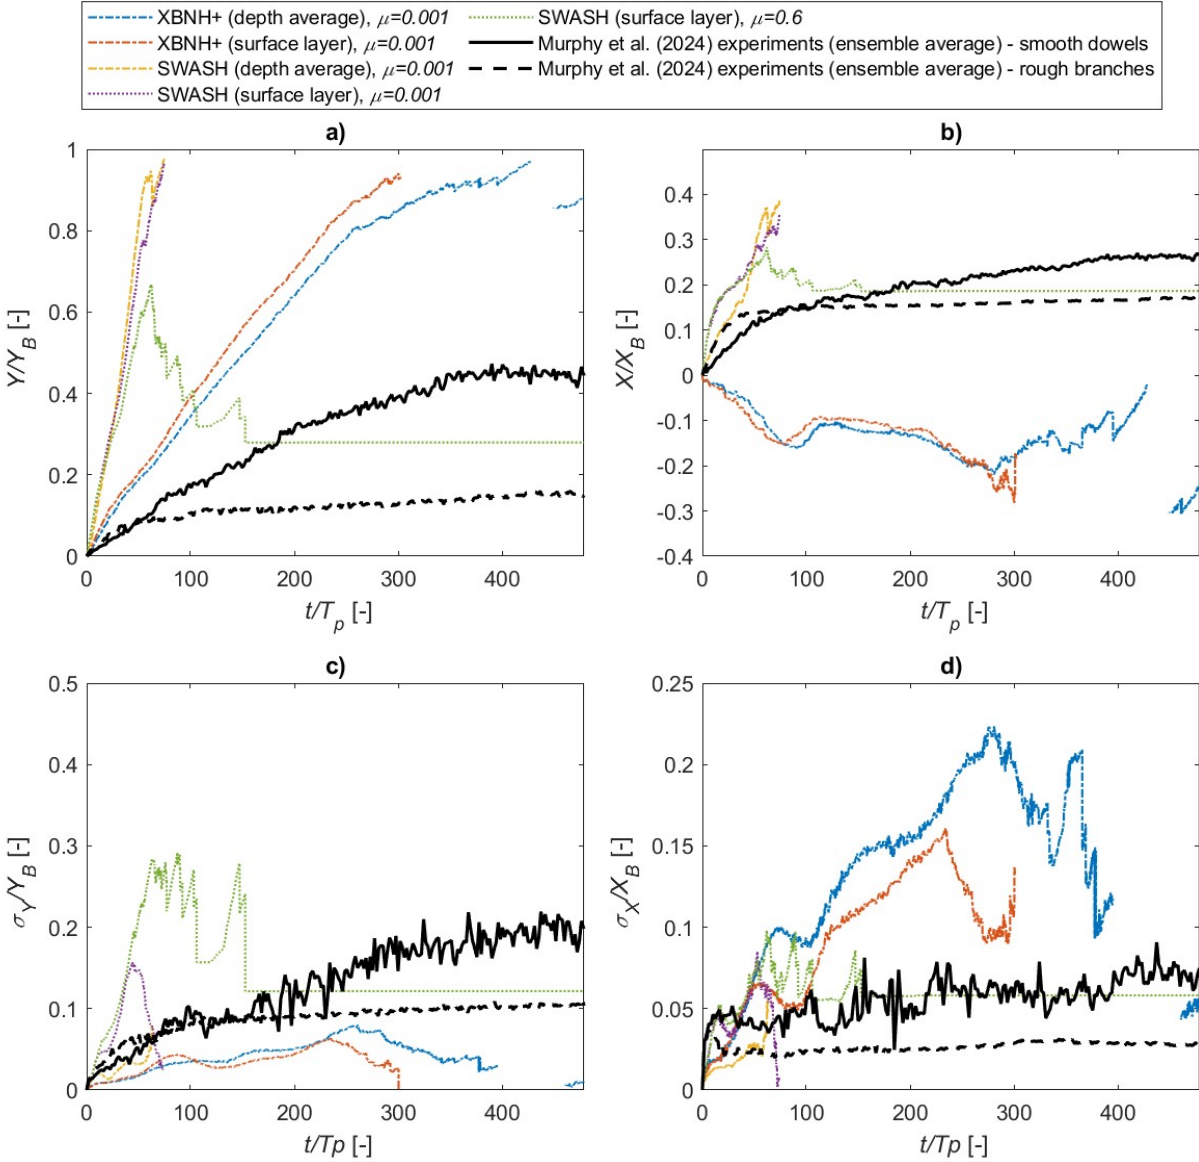 XBNH+ (depth average), μ=0.001
XBNH+ (surface layer), μ=0.001
SWASH (depth average), μ=0.001
SWASH (surface layer), μ=0.001
SWASH (surface layer), μ=0.6
Murphy et al. (2024) experiments (ensemble average) - smooth dowels
Murphy et al. (2024) experiments (ensemble average) - rough branches
a)
1
0.8
0.6
0.4
0.2
0
Y/Y_B [-]
0 100 200 300 400
t/T_p [-]
b)
0.4
0.3
0.2
0.1
0
-0.1
-0.2
-0.3
-0.4
X/X_B [-]
0 100 200 300 400
t/T_p [-]
c)
0.5
0.4
0.3
0.2
0.1
0
σ_Y/Y_B [-]
0 100 200 300 400
t/Tp [-]
d)
0.25
0.2
0.15
0.1
0.05
0
σ_X/X_B [-]
0 100 200 300 400
t/Tp [-]